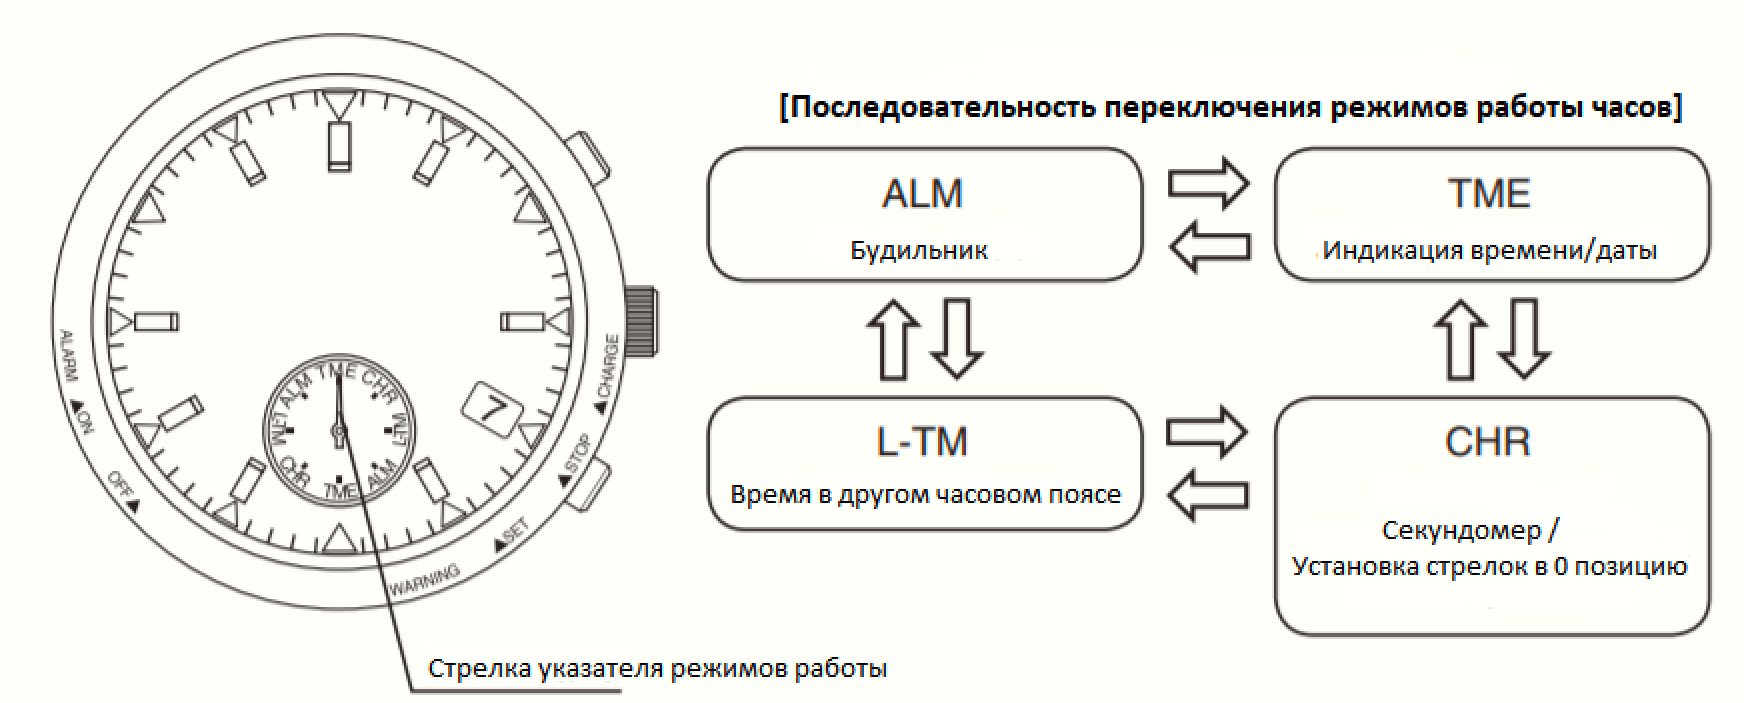 [Последовательность переключения режимов работы часов]
ALM
Будильник
TME
Индикация времени/даты
L-TM
Время в другом часовом поясе
CHR
Секундомер /
Установка стрелок в 0 позицию
TME
CHR
L-TM
ALM
TME
CHR
L-TM
ALM
7
ALARM
▲ON
OFF▼
WARNING
▲SET
▲STOP
▲CHARGE
Стрелка указателя режимов работы